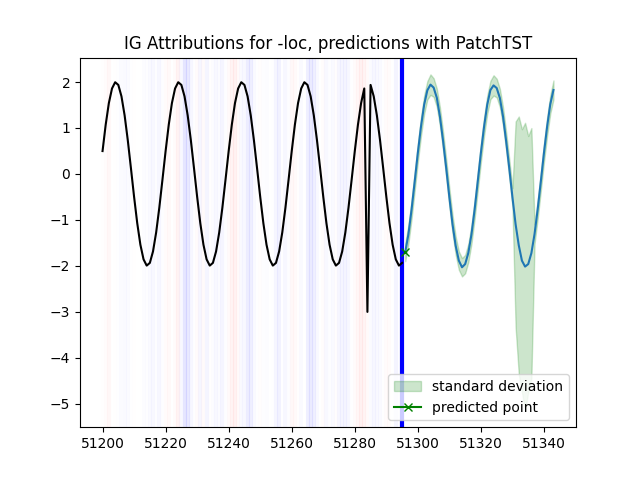 IG Attributions for -loc, predictions with PatchTST
2
1
0
−1
−2
−3
−4
−5
standard deviation
predicted point
51200 51220 51240 51260 51280 51300 51320 51340